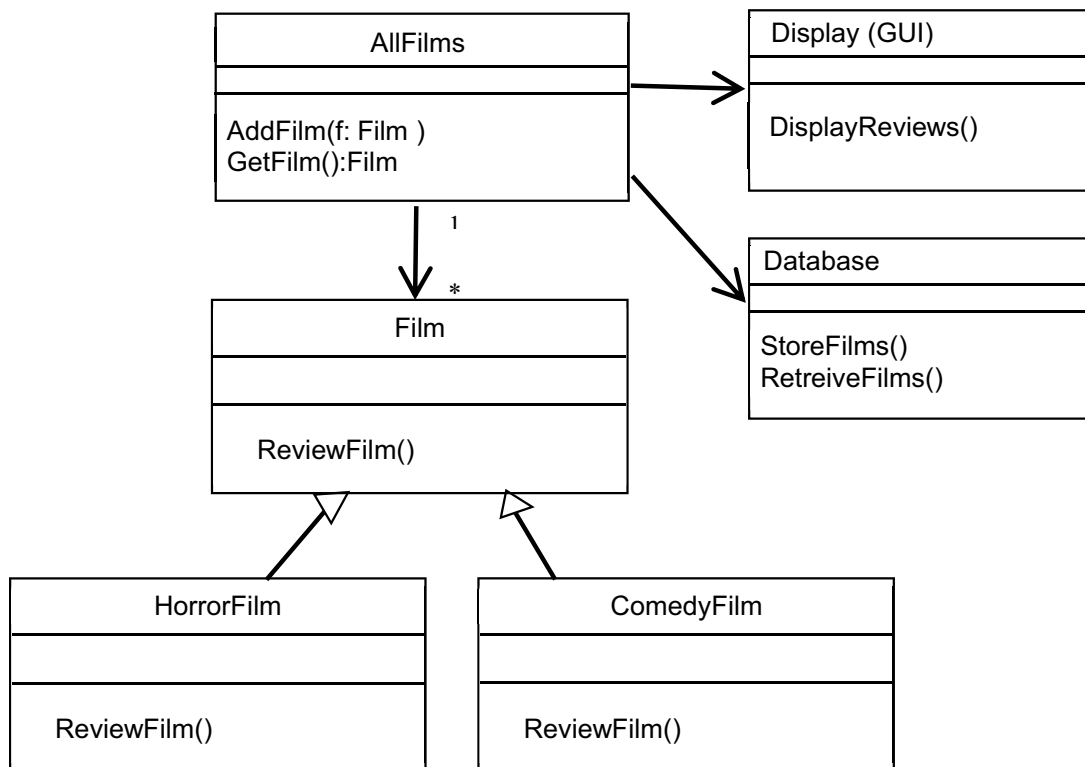 AllFilms
AddFilm(f: Film )
GetFilm():Film
Display (GUI)
DisplayReviews()
Database
StoreFilms()
RetreiveFilms()
1
*
Film
ReviewFilm()
HorrorFilm
ReviewFilm()
ComedyFilm
ReviewFilm()